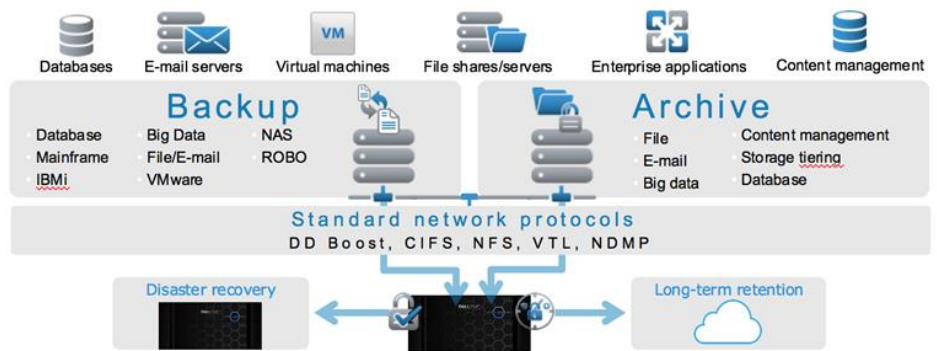 VM
Databases
E-mail servers
Virtual machines
File shares/servers
Enterprise applications
Content management
Backup
Database
Mainframe
IBMi
Big Data
File/E-mail
VMware
NAS
ROBO
Archive
File
E-mail
Big data
Content management
Storage tiering
Database
Standard network protocols
DD Boost, CIFS, NFS, VTL, NDMP
Disaster recovery
Long-term retention